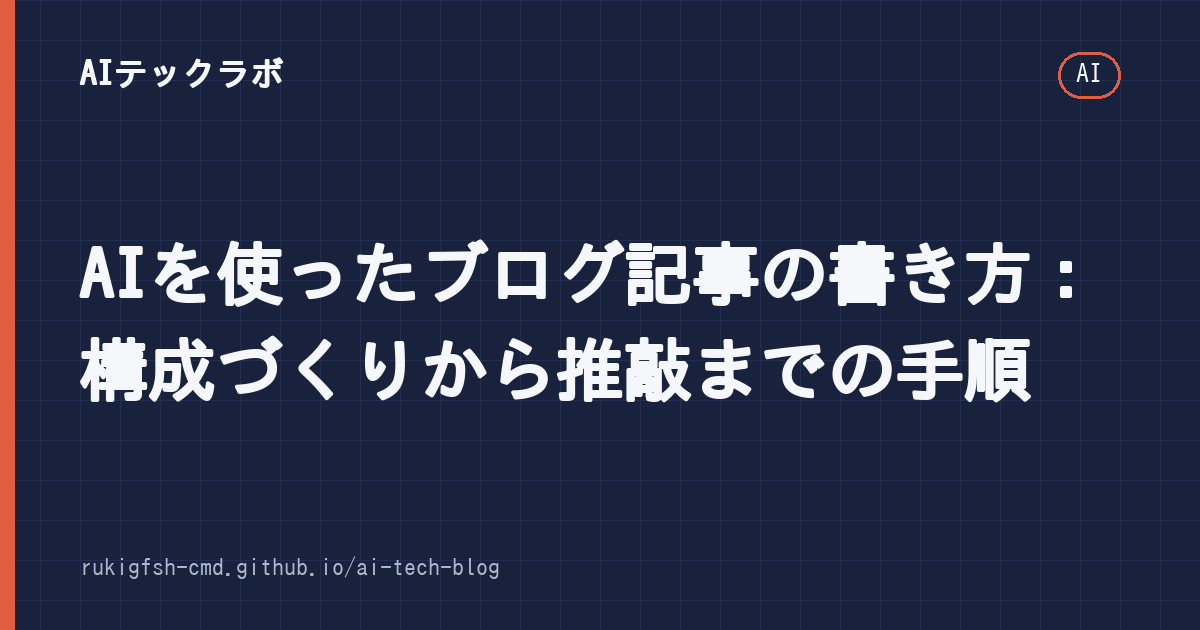 AIテックラボ
AI
AIを使ったブログ記事の書き方：
構成づくりから推敲までの手順
rukigfsh-cmd.github.io/ai-tech-blog